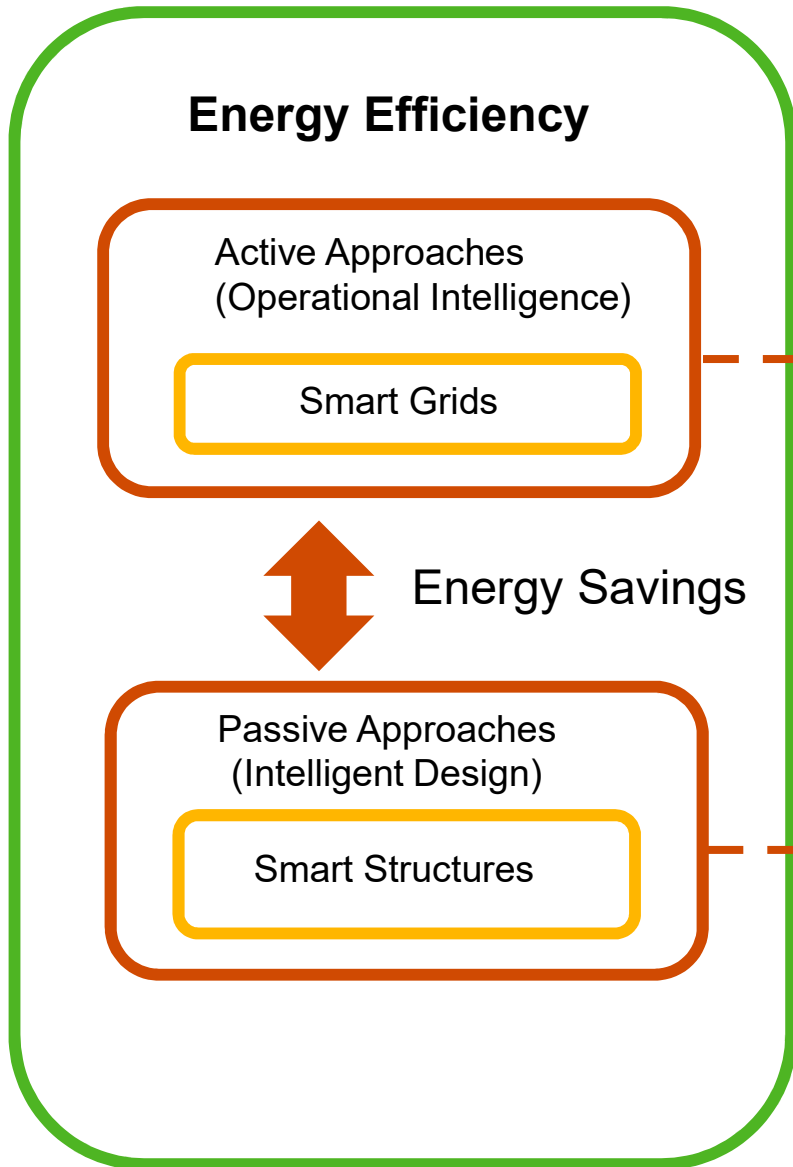 Energy Efficiency
Active Approaches
(Operational Intelligence)
Smart Grids
Energy Savings
Passive Approaches
(Intelligent Design)
Smart Structures